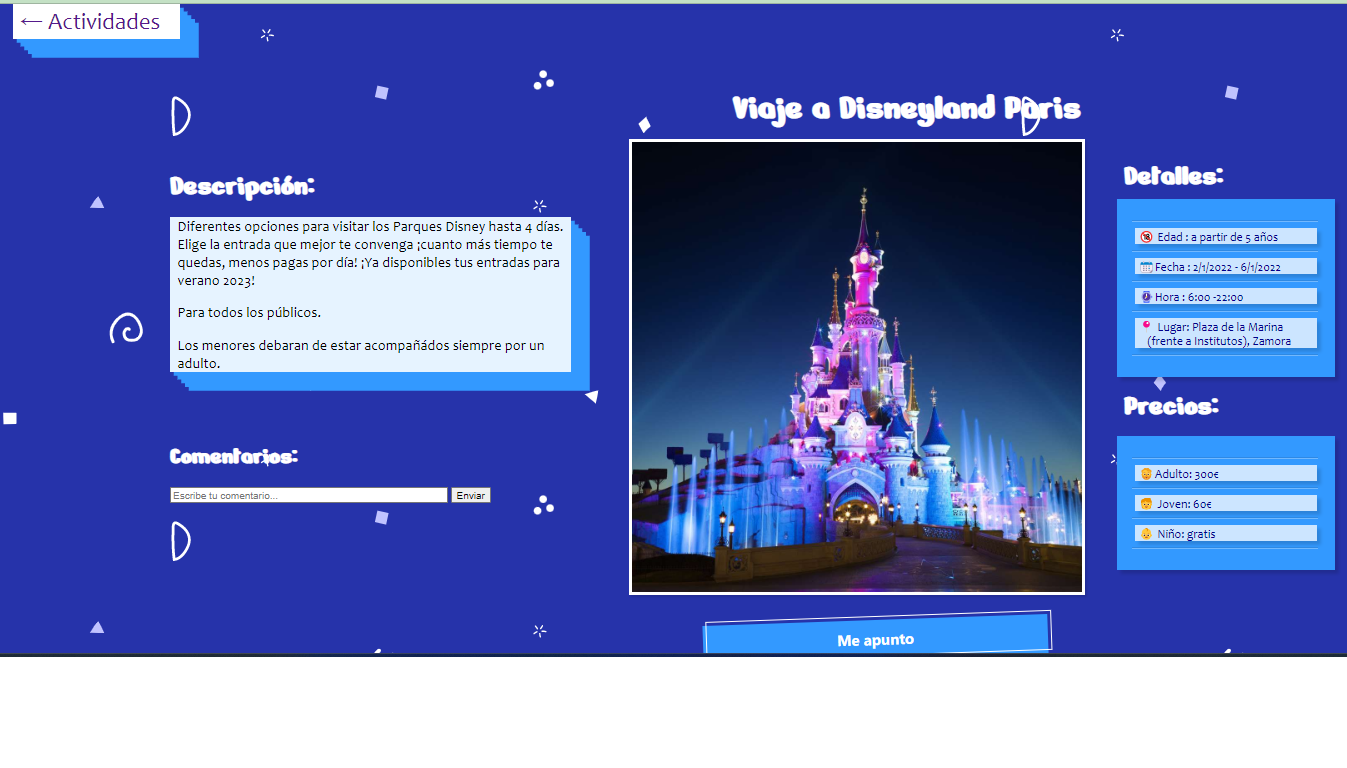 ← Actividades
Viaje a Disneyland Paris
Descripción:
Diferentes opciones para visitar los Parques Disney hasta 4 días.
Elige la entrada que mejor te convenga ¡cuanto más tiempo te
quedas, menos pagas por día! ¡Ya disponibles tus entradas para
verano 2023!
Para todos los públicos.
Los menores debaran de estar acompañádos siempre por un
adulto.
Comentarios:
Escribe tu comentario...
Enviar
Me apunto
Detalles:
Edad : a partir de 5 años
Fecha : 2/1/2022 - 6/1/2022
Hora : 6:00 -22:00
Lugar: Plaza de la Marina
(frente a Institutos), Zamora
Precios:
Adulto: 300€
Joven: 60€
Niño: gratis